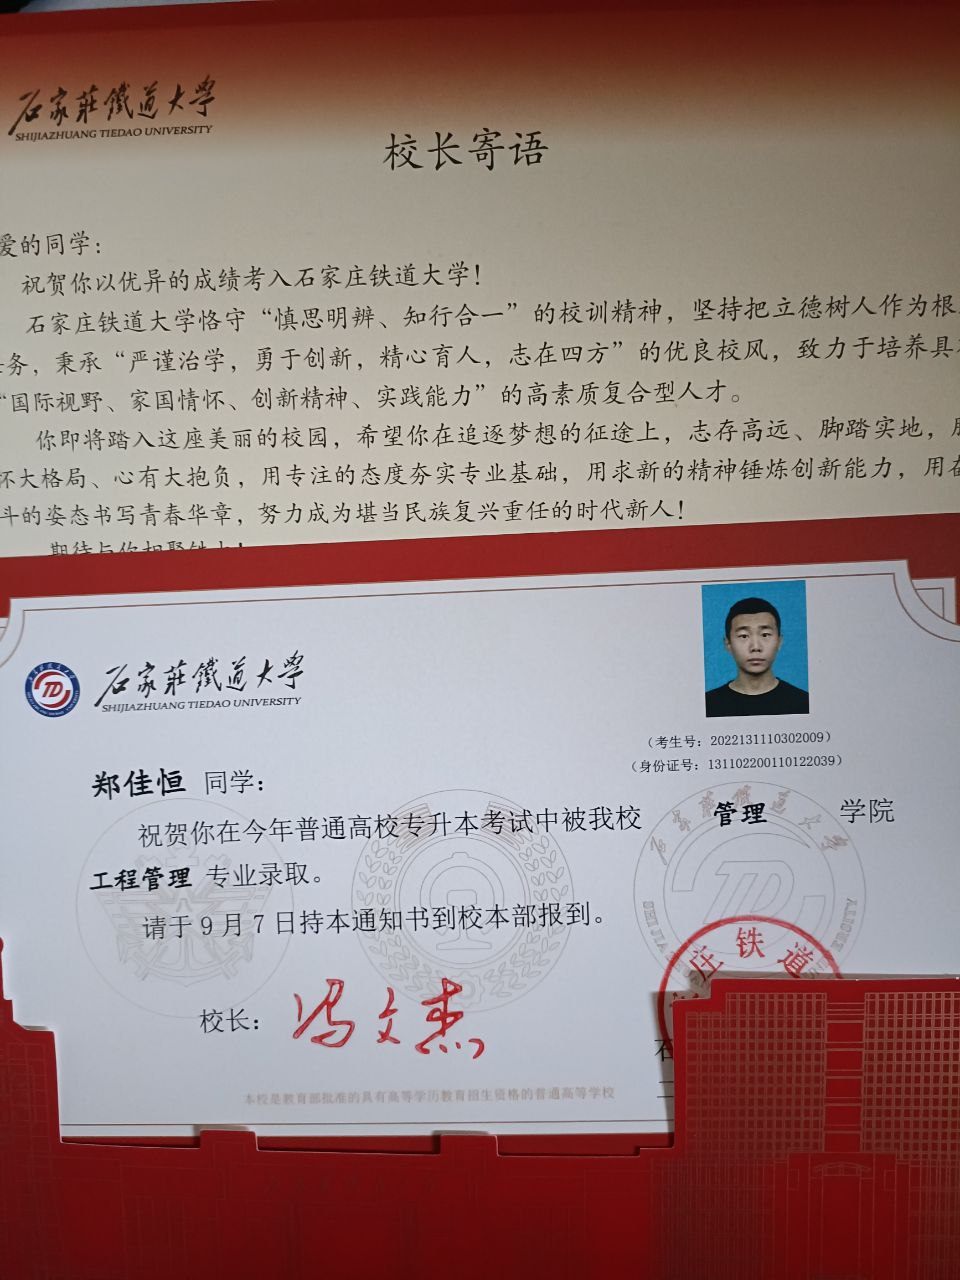 石家莊鐵道大學
SHIJIAZHUANG TIEDAO UNIVERSITY
校长寄语
爱的同学：
祝贺你以优异的成绩考入石家庄铁道大学！
石家庄铁道大学恪守“慎思明辨、知行合一”的校训精神，坚持把立德树人作为根
务，秉承“严谨治学，勇于创新，精心育人，志在四方”的优良校风，致力于培养具
“国际视野、家国情怀、创新精神、实践能力”的高素质复合型人才。
你即将踏入这座美丽的校园，希望你在追逐梦想的征途上，志存高远、脚踏实地，胸
怀大格局、心有大抱负，用专注的态度夯实专业基础，用求新的精神锤炼创新能力，用奋
斗的姿态书写青春华章，努力成为堪当民族复兴重任的时代新人！
期待与你相聚铁大！
石家莊鐵道大學
SHIJIAZHUANG TIEDAO UNIVERSITY
（考生号：2022131110302009）
（身份证号：131102200110122039）
郑佳恒 同学：
祝贺你在今年普通高校专升本考试中被我校 管理 学院
工程管理 专业录取。
请于9月7日持本通知书到校本部报到。
校长：冯文杰
庄铁道
石
二
本校是教育部批准的具有高等学历教育招生资格的普通高等学校